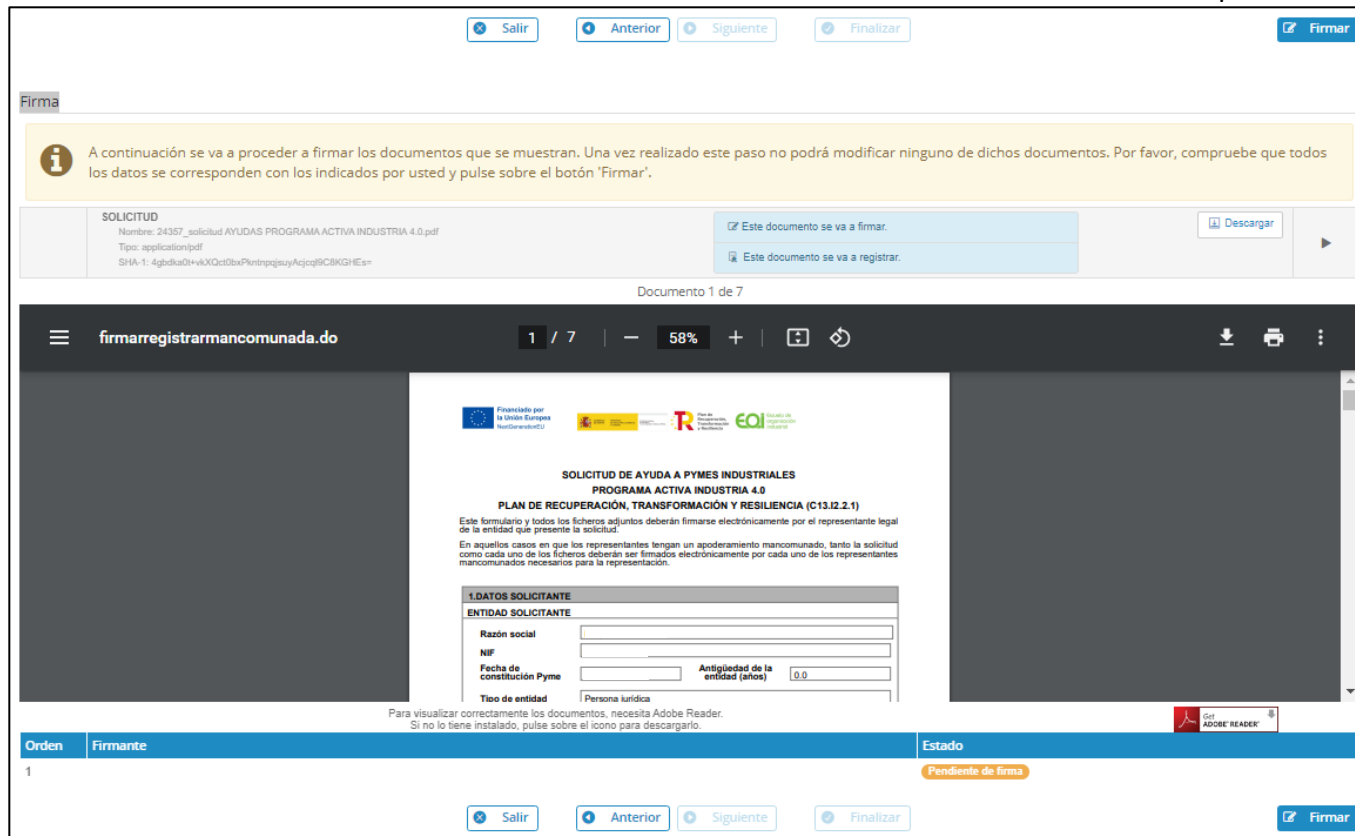 Salir Anterior Siguiente Finalizar Firmar
Firma
A continuación se va a proceder a firmar los documentos que se muestran. Una vez realizado este paso no podrá modificar ninguno de dichos documentos. Por favor, compruebe que todos
los datos se corresponden con los indicados por usted y pulse sobre el botón 'Firmar'.
SOLICITUD
Nombre: 24357_solicitud AYUDAS PROGRAMA ACTIVA INDUSTRIA 4.0.pdf
Tipo: application/pdf
SHA-1:
Este documento se va a firmar.
Este documento se va a registrar.
Descargar
Documento 1 de 7
firmarregistrarmancomunada.do 1 / 7 58%
Financiado por
la Unión Europea
NextGenerationEU
Plan de
Recuperación,
Transformación
y Resiliencia
EOI Escuela de
organización
industrial
SOLICITUD DE AYUDA A PYMES INDUSTRIALES
PROGRAMA ACTIVA INDUSTRIA 4.0
PLAN DE RECUPERACIÓN, TRANSFORMACIÓN Y RESILIENCIA (C13.I2.2.1)
Este formulario y todos los ficheros adjuntos deberán firmarse electrónicamente por el representante legal
de la entidad que presente la solicitud.
En aquellos casos en que los representantes tengan un apoderamiento mancomunado, tanto la solicitud
como cada uno de los ficheros deberán ser firmados electrónicamente por cada uno de los representantes
mancomunados necesarios para la representación.
1.DATOS SOLICITANTE
ENTIDAD SOLICITANTE
Razón social
NIF
Fecha de
constitución Pyme
Antigüedad de la
entidad (años) 0.0
Tipo de entidad Persona jurídica
Para visualizar correctamente los documentos, necesita Adobe Reader.
Si no lo tiene instalado, pulse sobre el icono para descargarlo.
Get
ADOBE® READER®
Orden Firmante Estado
1 Pendiente de firma
Salir Anterior Siguiente Finalizar Firmar